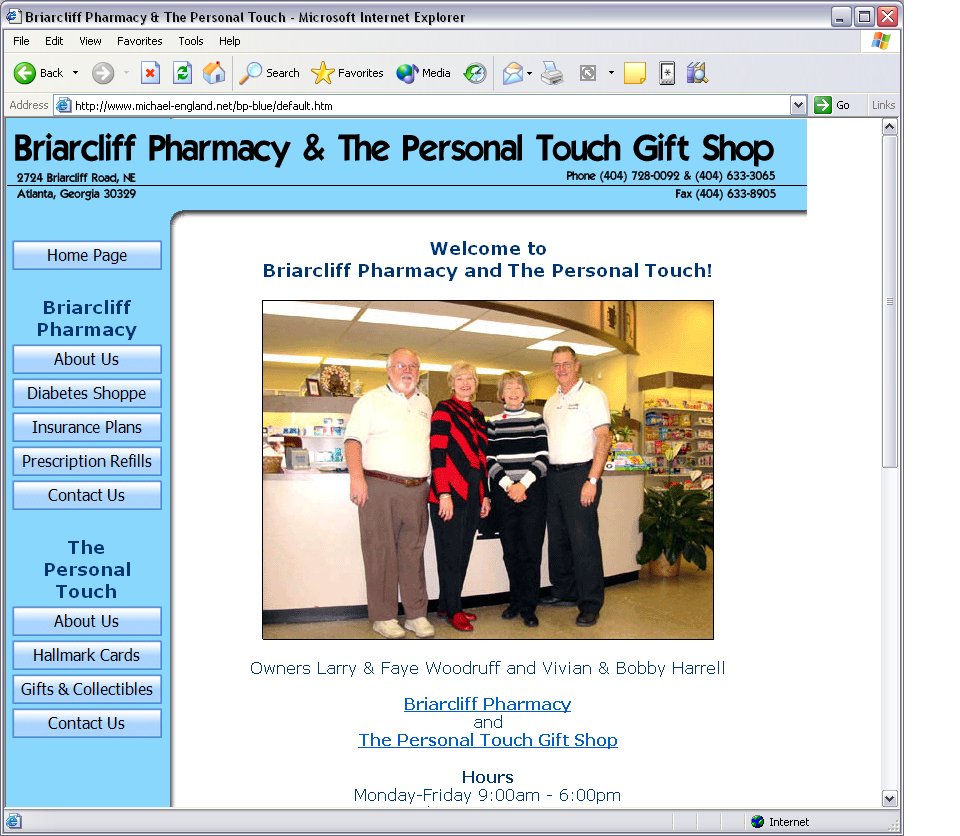 Briarcliff Pharmacy & The Personal Touch - Microsoft Internet Explorer
File Edit View Favorites Tools Help
Back Search Favorites Media
Address http://www.michael-england.net/bp-blue/default.htm Go Links
Briarcliff Pharmacy & The Personal Touch Gift Shop
2724 Briarcliff Road, NE Phone (404) 728-0092 & (404) 633-3065
Atlanta, Georgia 30329 Fax (404) 633-8905
Home Page
Briarcliff
Pharmacy
About Us
Diabetes Shoppe
Insurance Plans
Prescription Refills
Contact Us
The
Personal
Touch
About Us
Hallmark Cards
Gifts & Collectibles
Contact Us
Welcome to
Briarcliff Pharmacy and The Personal Touch!
Owners Larry & Faye Woodruff and Vivian & Bobby Harrell
Briarcliff Pharmacy
and
The Personal Touch Gift Shop
Hours
Monday-Friday 9:00am - 6:00pm
Internet